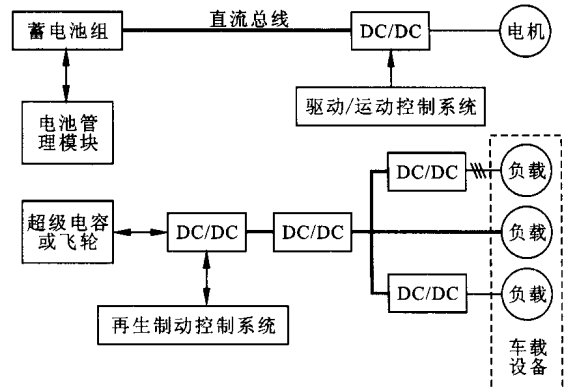 蓄电池组
直流总线
DC/DC
电机
电池管
理模块
驱动/运动控制系统
DC/DC
负载
超级电容
或飞轮
DC/DC
DC/DC
负载
DC/DC
负载
再生制动控制系统
车载
设备